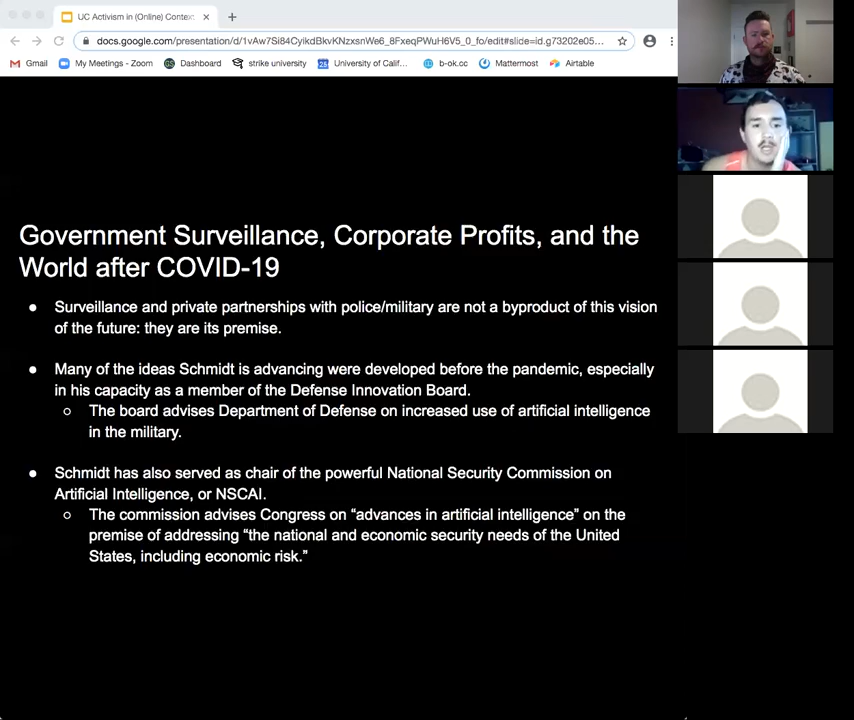 UC Activism in (Online) Contex
docs.google.com/presentation/d/1vAw7Si84CyikdBkvKNzxsnWe6_8FxeqPWuH6V5_0_fo/edit#slide=id.g73202e05...
Gmail My Meetings - Zoom Dashboard strike university University of Calif... b-ok.cc Mattermost Airtable
Government Surveillance, Corporate Profits, and the
World after COVID-19
● Surveillance and private partnerships with police/military are not a byproduct of this vision
of the future: they are its premise.
● Many of the ideas Schmidt is advancing were developed before the pandemic, especially
in his capacity as a member of the Defense Innovation Board.
○ The board advises Department of Defense on increased use of artificial intelligence
in the military.
● Schmidt has also served as chair of the powerful National Security Commission on
Artificial Intelligence, or NSCAI.
○ The commission advises Congress on “advances in artificial intelligence” on the
premise of addressing “the national and economic security needs of the United
States, including economic risk.”